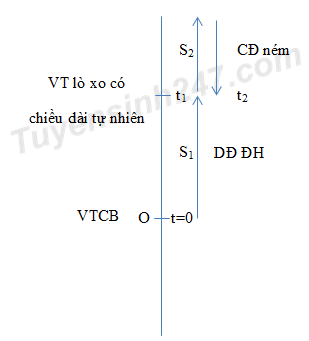 S2
CĐ ném
VT lò xo có
chiều dài tự nhiên
t1
t2
S1
DĐ ĐH
VTCB
O
t=0
Tuyensinh247.com